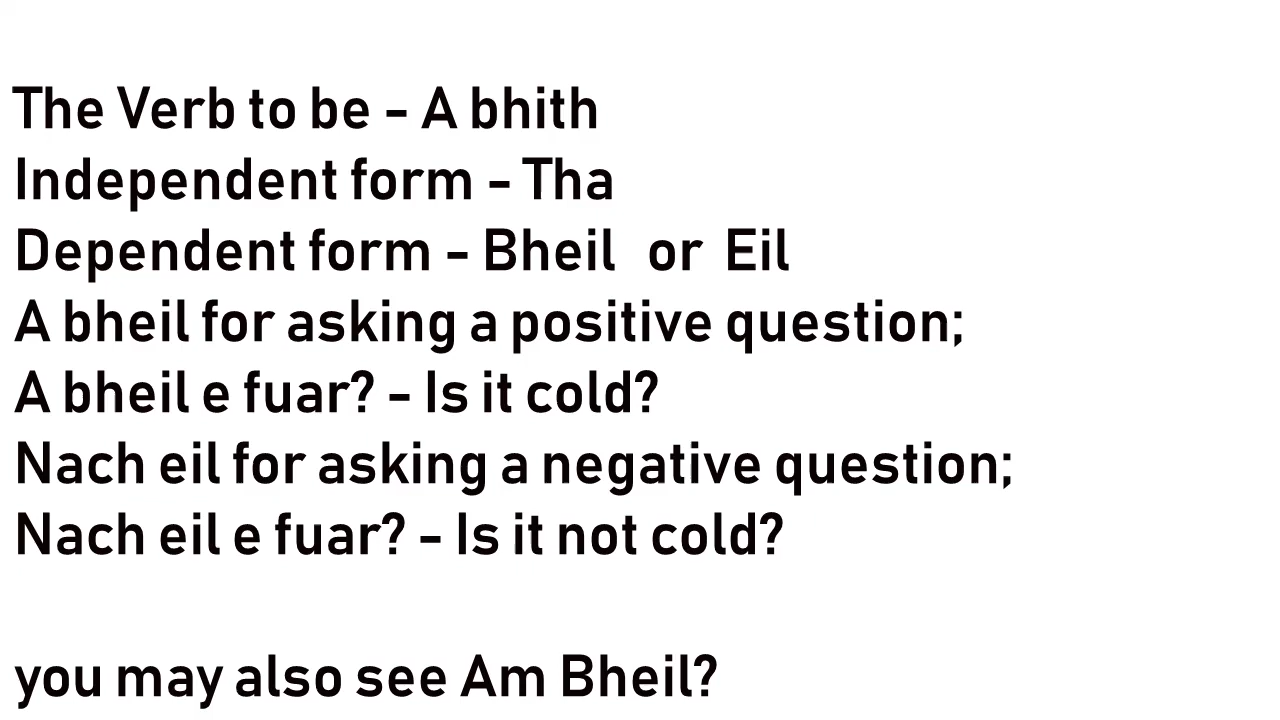 The Verb to be - A bhith
Independent form - Tha
Dependent form - Bheil or Eil
A bheil for asking a positive question;
A bheil e fuar? - Is it cold?
Nach eil for asking a negative question;
Nach eil e fuar? - Is it not cold?
you may also see Am Bheil?